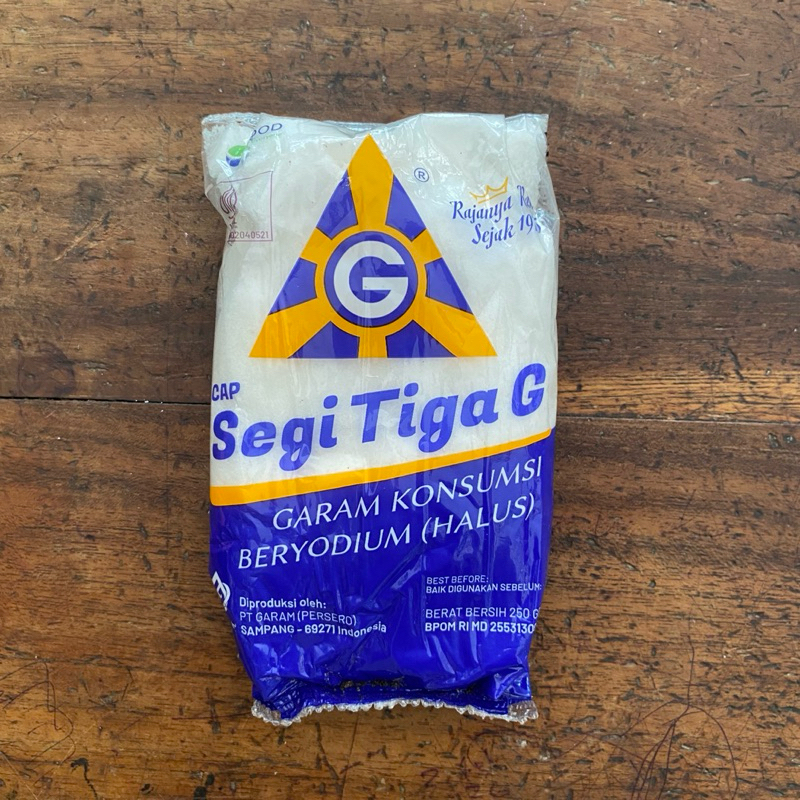 ®
Rajanya
Sejak
G
CAP
Segi Tiga G
GARAM KONSUMSI
BERYODIUM (HALUS)
BEST BEFORE:
BAIK DIGUNAKAN SEBELUM:
Diproduksi oleh:
PT GARAM (PERSERO)
SAMPANG - 69271 Indonesia
BERAT BERSIH 250 G
BPOM RI MD